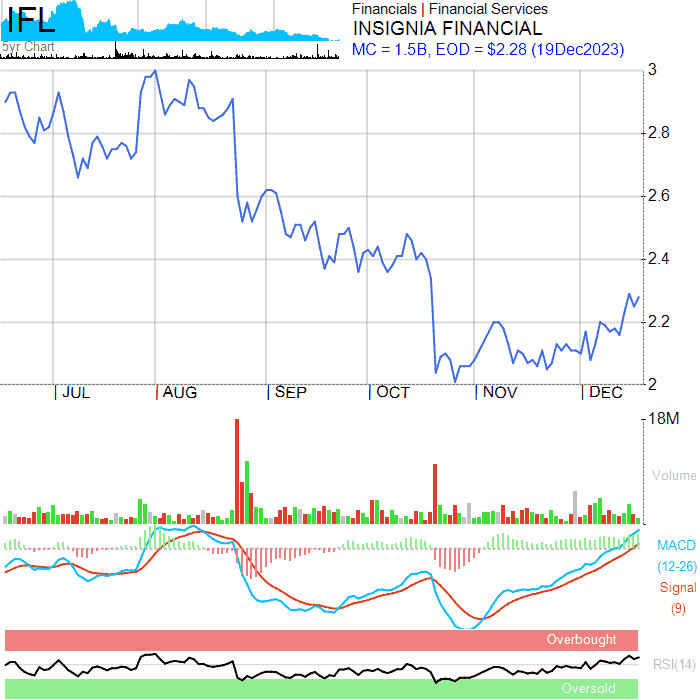 IFL
5yr Chart
Financials | Financial Services
INSIGNIA FINANCIAL
MC = 1.5B, EOD = $2.28 (19Dec2023)
3
2.8
2.6
2.4
2.2
2
JUL
AUG
SEP
OCT
NOV
DEC
18M
Volume
MACD
(12-26)
Signal
(9)
Overbought
RSI(14)
Oversold